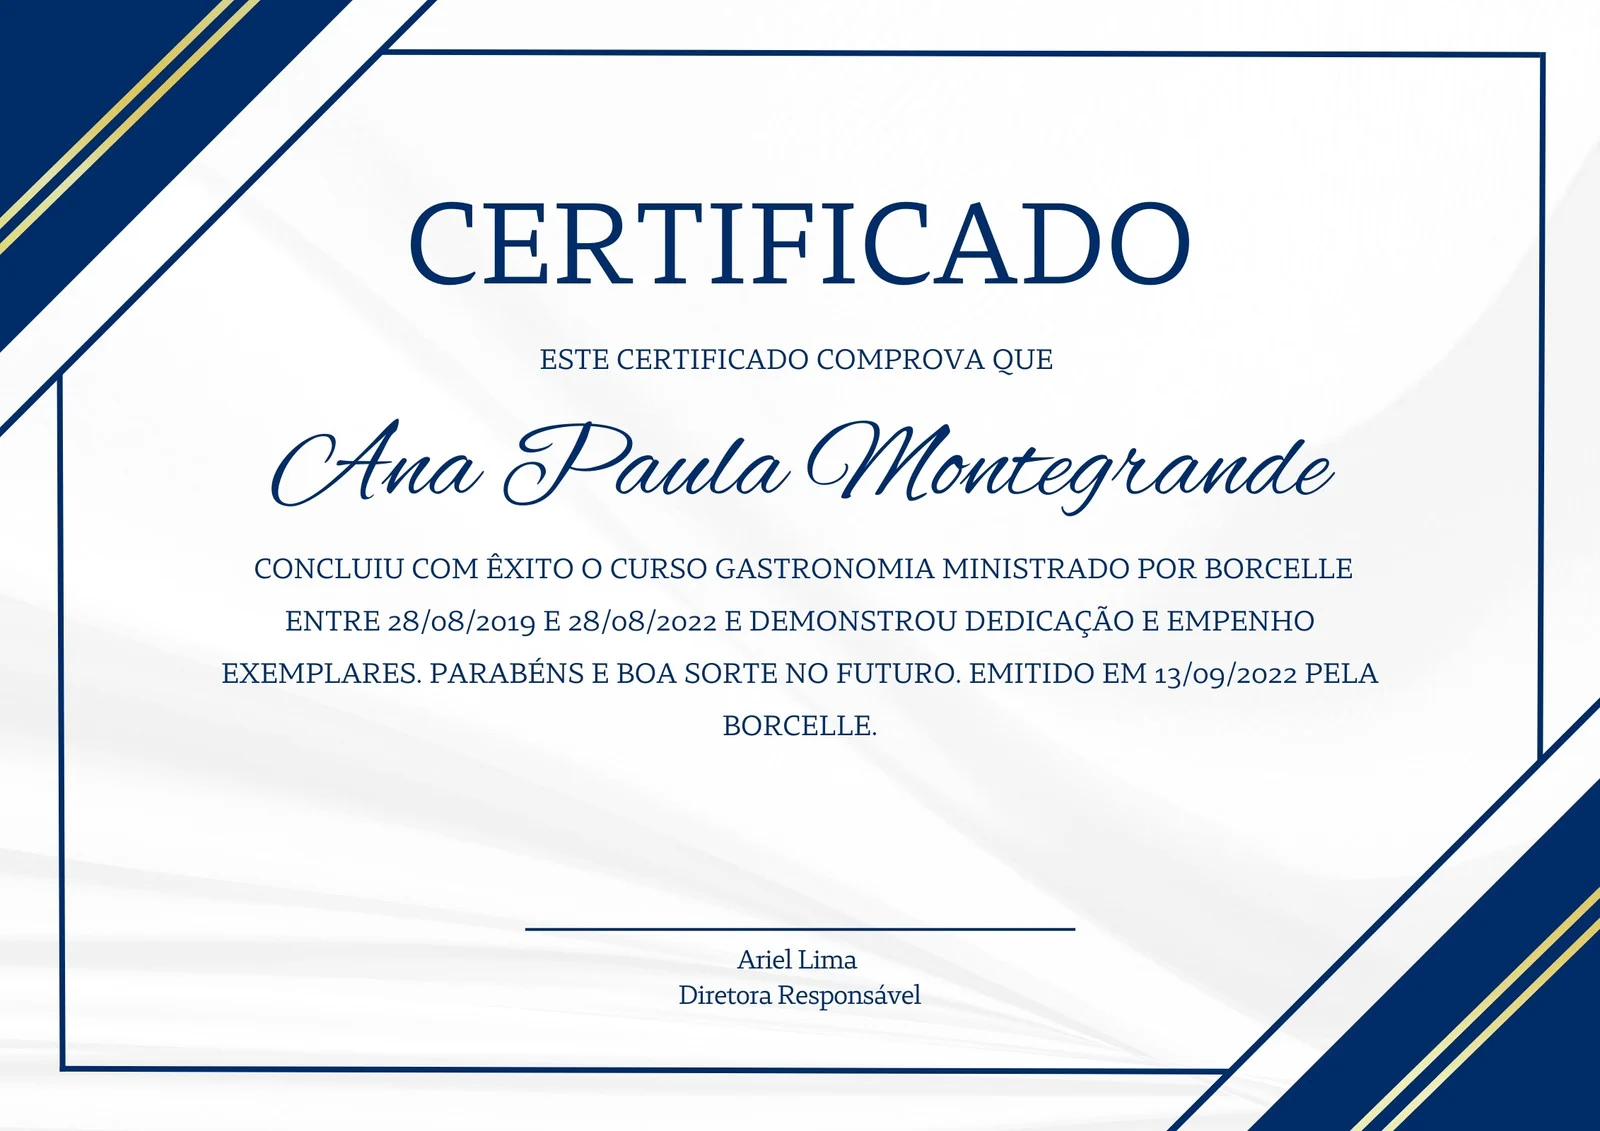 CERTIFICADO
ESTE CERTIFICADO COMPROVA QUE
Ana Paula Montegrande
CONCLUIU COM ÊXITO O CURSO GASTRONOMIA MINISTRADO POR BORCELLE
ENTRE 28/08/2019 E 28/08/2022 E DEMONSTROU DEDICAÇÃO E EMPENHO
EXEMPLARES. PARABÉNS E BOA SORTE NO FUTURO. EMITIDO EM 13/09/2022 PELA
BORCELLE.
Ariel Lima
Diretora Responsável